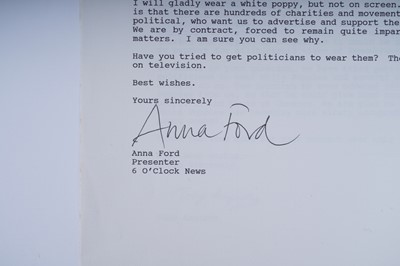 I will gladly wear a white poppy, but not on screen.
is that there are hundreds of charities and movement
political, who want us to advertise and support the
We are by contract, forced to remain quite impar
matters. I am sure you can see why.
Have you tried to get politicians to wear them? The
on television.
Best wishes.
Yours sincerely
Anna Ford
Anna Ford
Presenter
6 O'Clock News